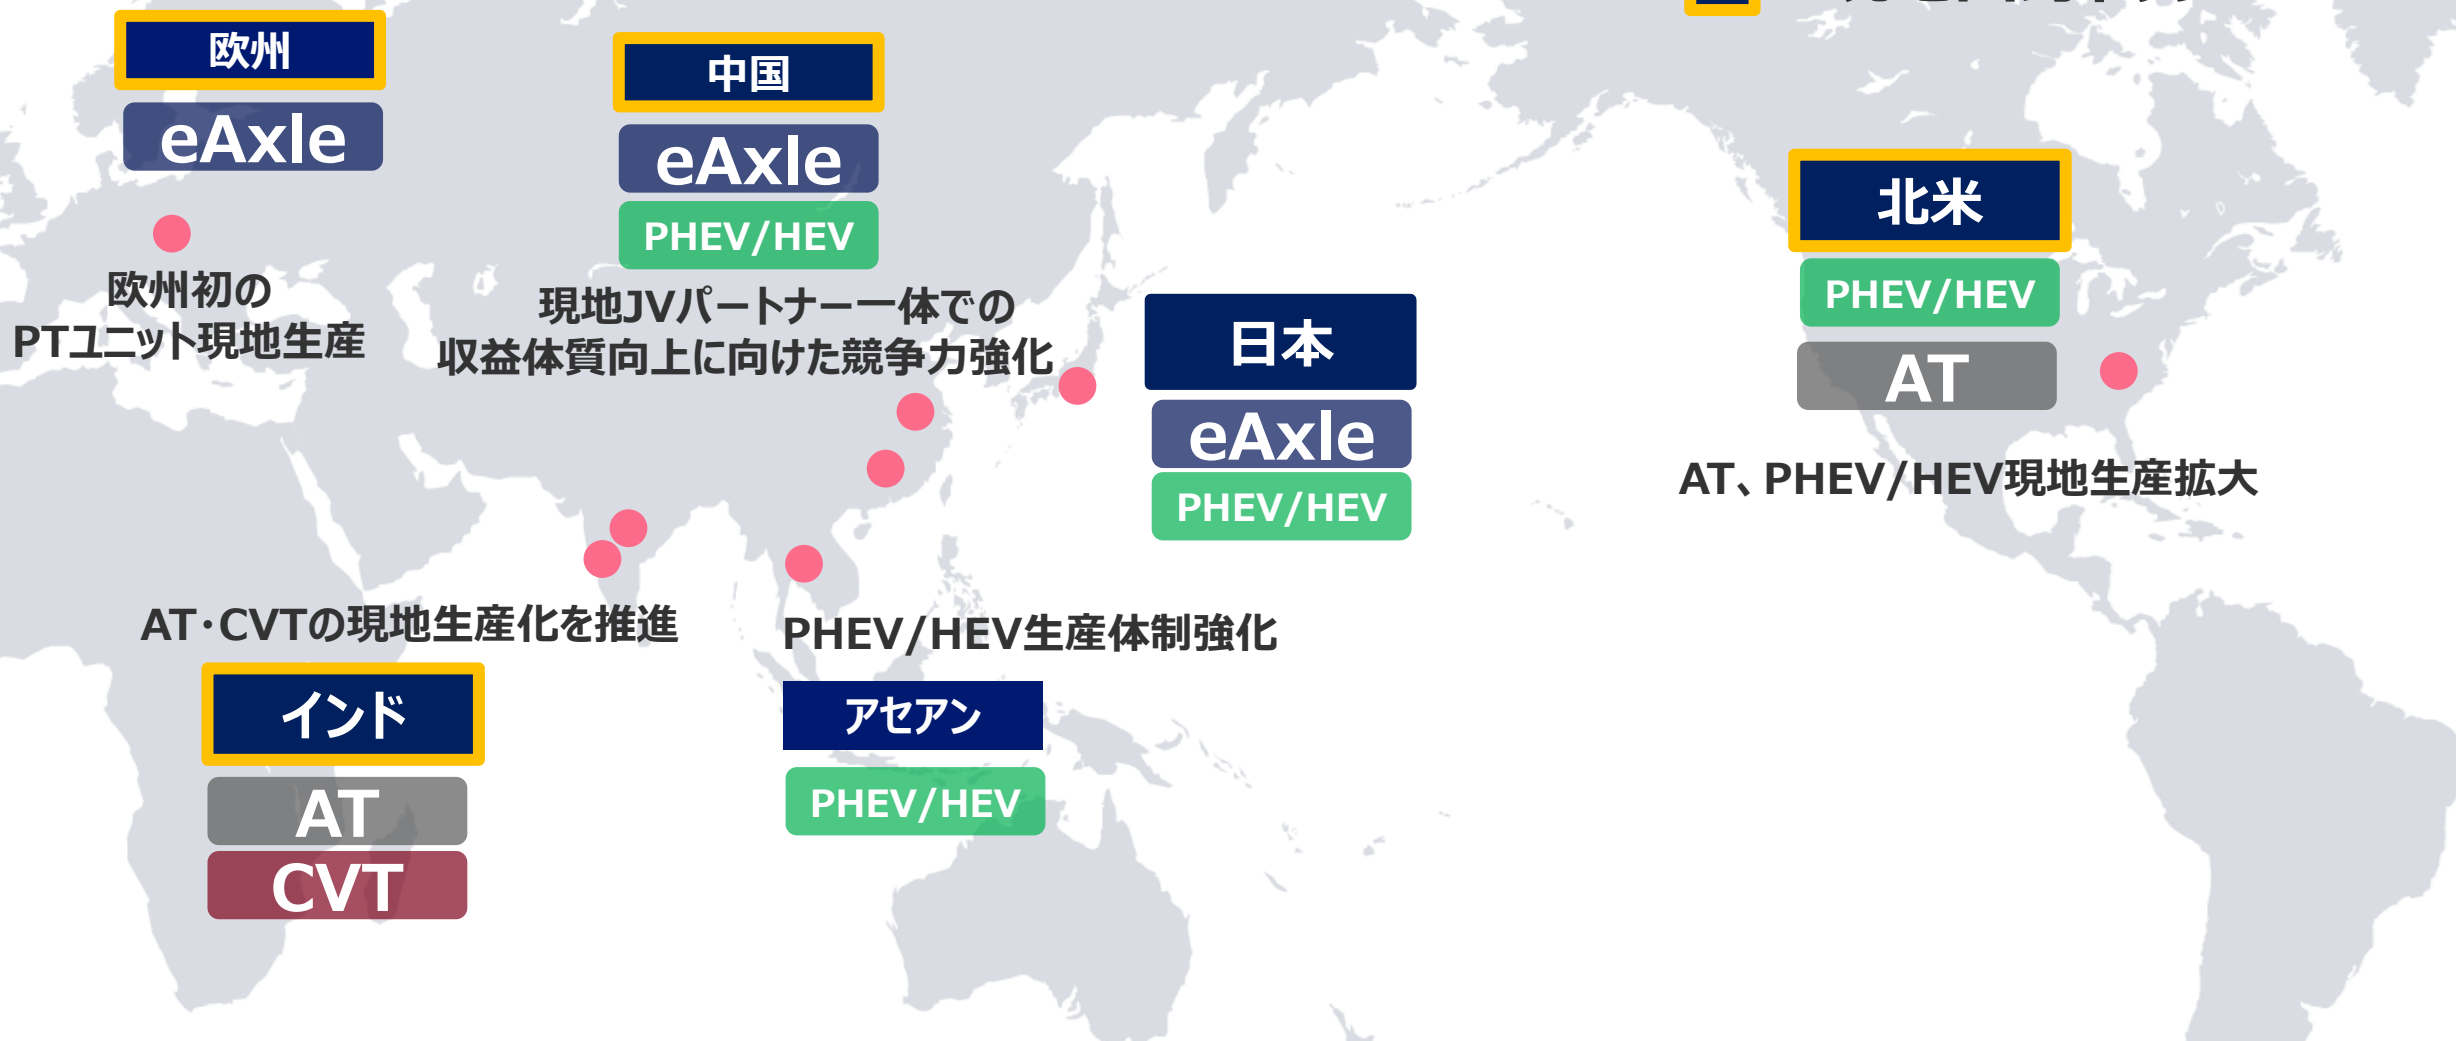 欧州
eAxle
欧州初の
PTユニット現地生産
中国
eAxle
PHEV/HEV
現地JVパートナー一体での
収益体質向上に向けた競争力強化
日本
eAxle
PHEV/HEV
北米
PHEV/HEV
AT
AT、PHEV/HEV現地生産拡大
AT・CVTの現地生産化を推進
インド
AT
CVT
PHEV/HEV生産体制強化
アセアン
PHEV/HEV